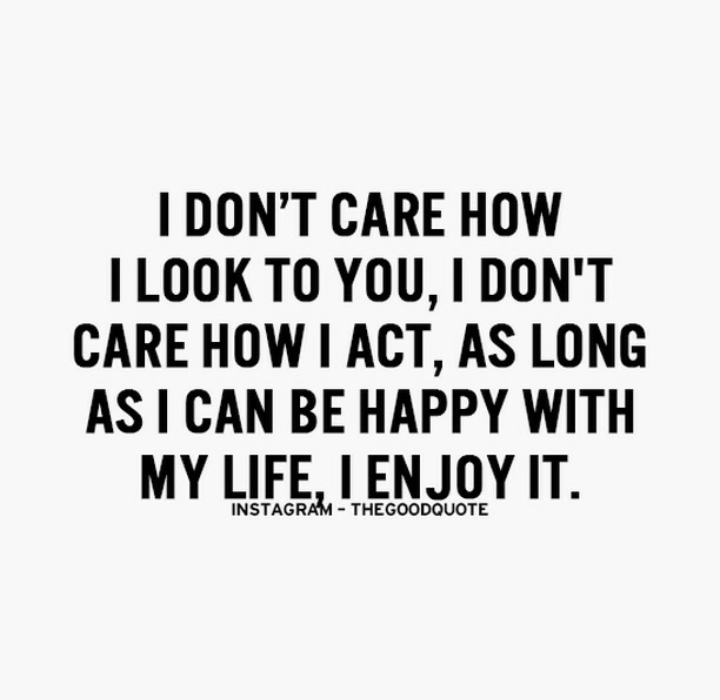 I DON’T CARE HOW
I LOOK TO YOU, I DON'T
CARE HOW I ACT, AS LONG
AS I CAN BE HAPPY WITH
MY LIFE, I ENJOY IT.
INSTAGRAM - THEGOODQUOTE